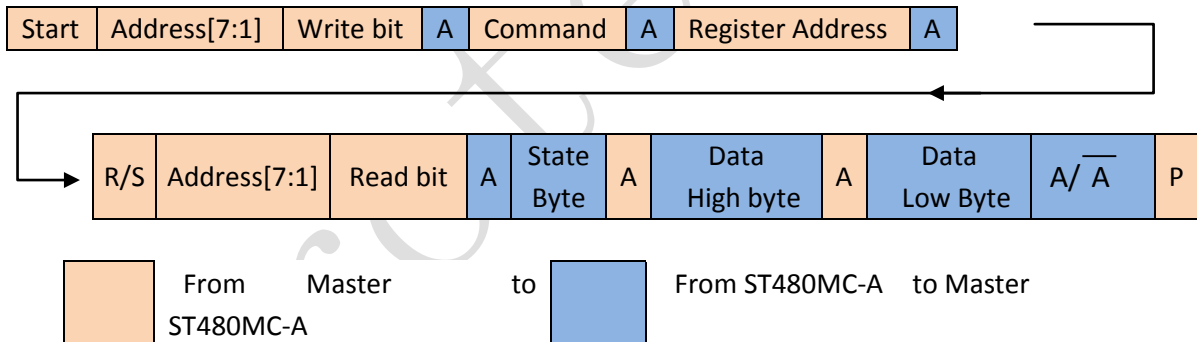 Start Address[7:1] Write bit A Command A Register Address A
R/S Address[7:1] Read bit A State Byte A Data High byte A Data Low Byte A/ A̅ P
From Master to ST480MC-A
From ST480MC-A to Master